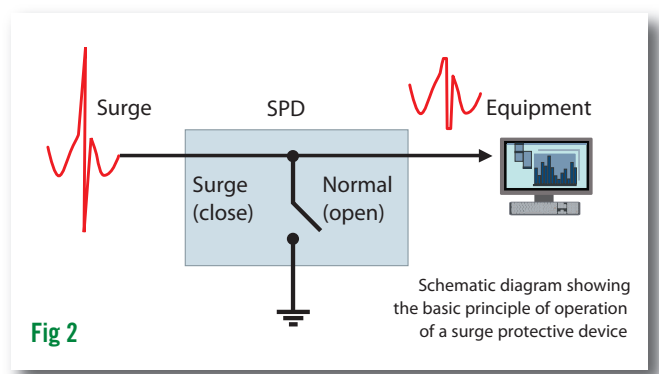 Surge
SPD
Equipment
Surge
(close)
Normal
(open)
Schematic diagram showing
the basic principle of operation
of a surge protective device
Fig 2